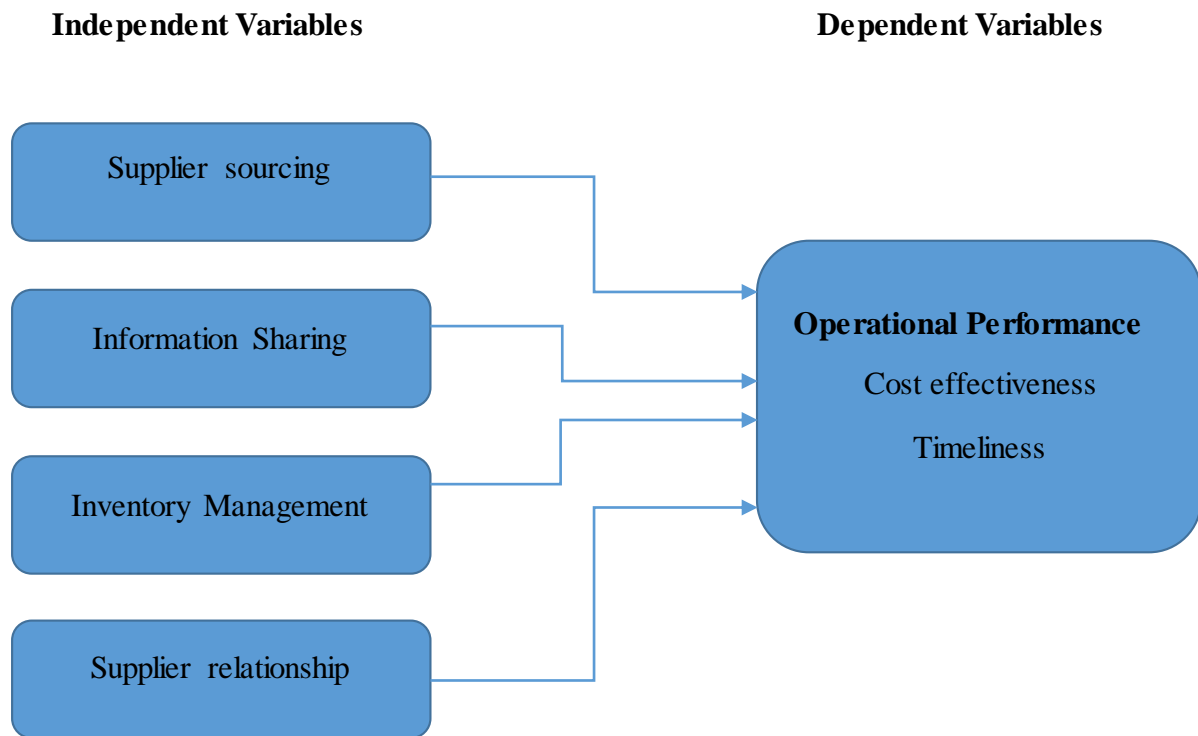 Independent Variables
Dependent Variables
Supplier sourcing
Information Sharing
Inventory Management
Supplier relationship
Operational Performance
Cost effectiveness
Timeliness